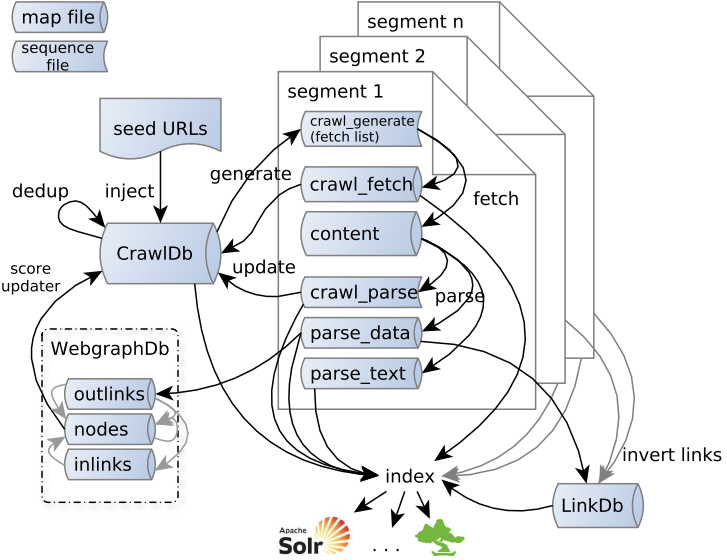 map file
sequence
file
segment n
segment 2
segment 1
seed URLs
crawl_generate
(fetch list)
generate
dedup
inject
crawl_fetch
fetch
content
CrawlDb
update
score
updater
crawl_parse
parse
parse_data
WebgraphDb
parse_text
outlinks
nodes
inlinks
index
invert links
LinkDb
Apache
Solr
. . .